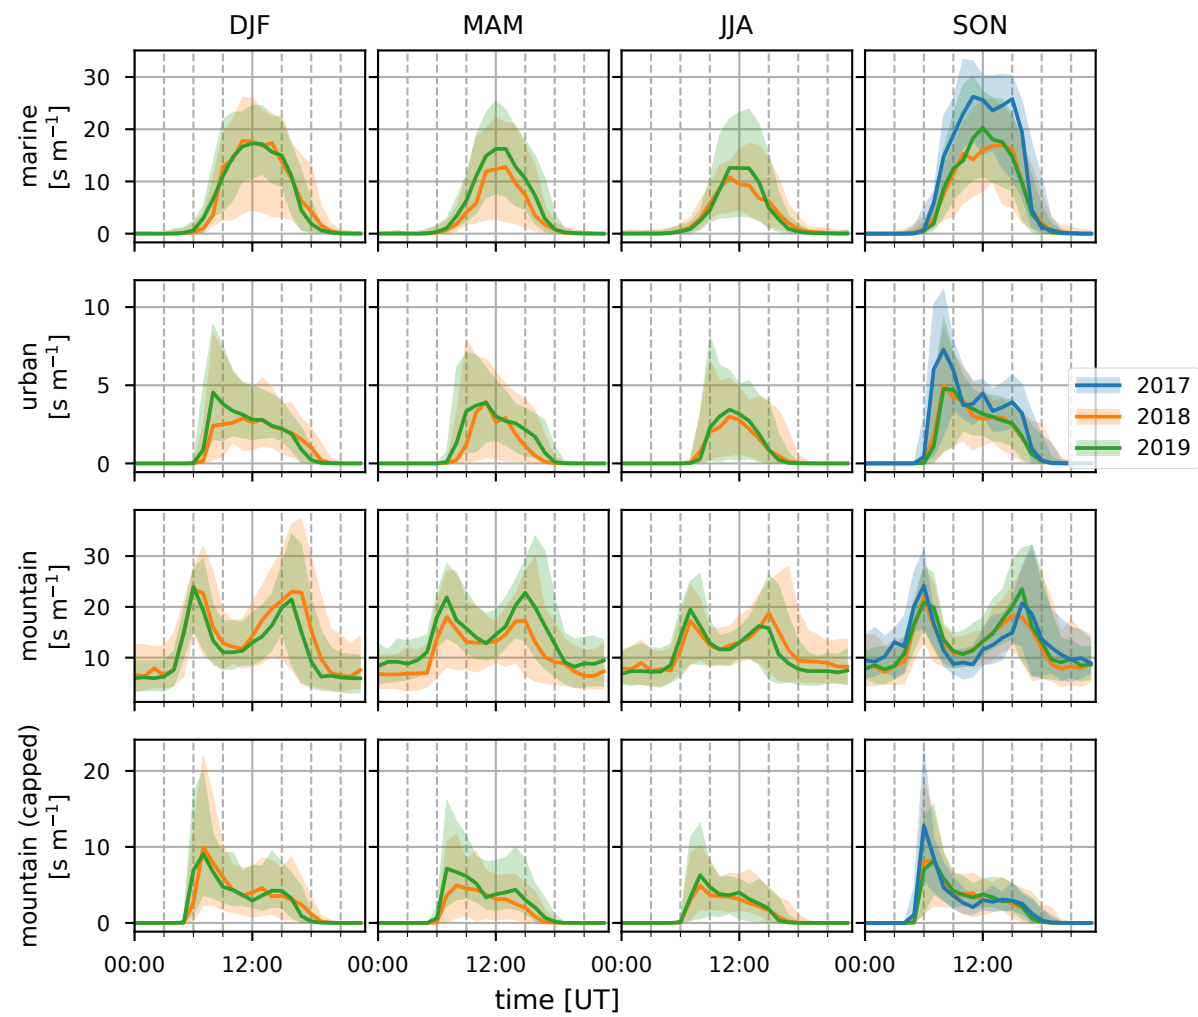 DJF MAM JJA SON
marine
[s m⁻¹]
30
20
10
0
urban
[s m⁻¹]
10
5
0
2017
2018
2019
mountain
[s m⁻¹]
30
20
10
mountain (capped)
[s m⁻¹]
20
10
0
00:00 12:00 00:00 12:00 00:00 12:00 00:00 12:00
time [UT]